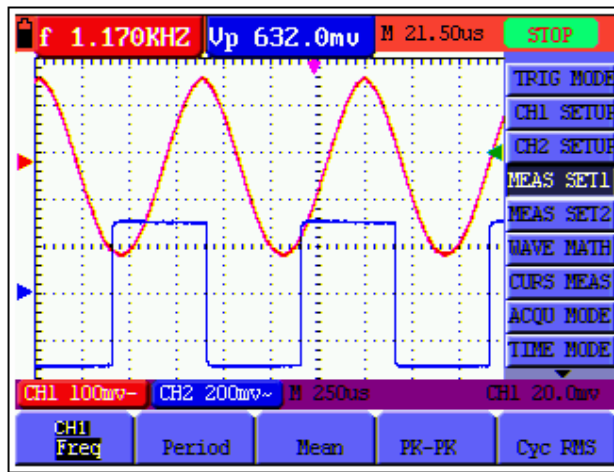 f 1.170KHZ Vp 632.0mv M 21.50us STOP
TRIG MODE
CH1 SETUP
CH2 SETUP
MEAS SET1
MEAS SET2
WAVE MATH
CURS MEAS
ACQU MODE
TIME MODE
CH1 100mv- CH2 200mv~ M 250us CH1 20.0mv
CH1
Freq Period Mean PK-PK Cyc RMS